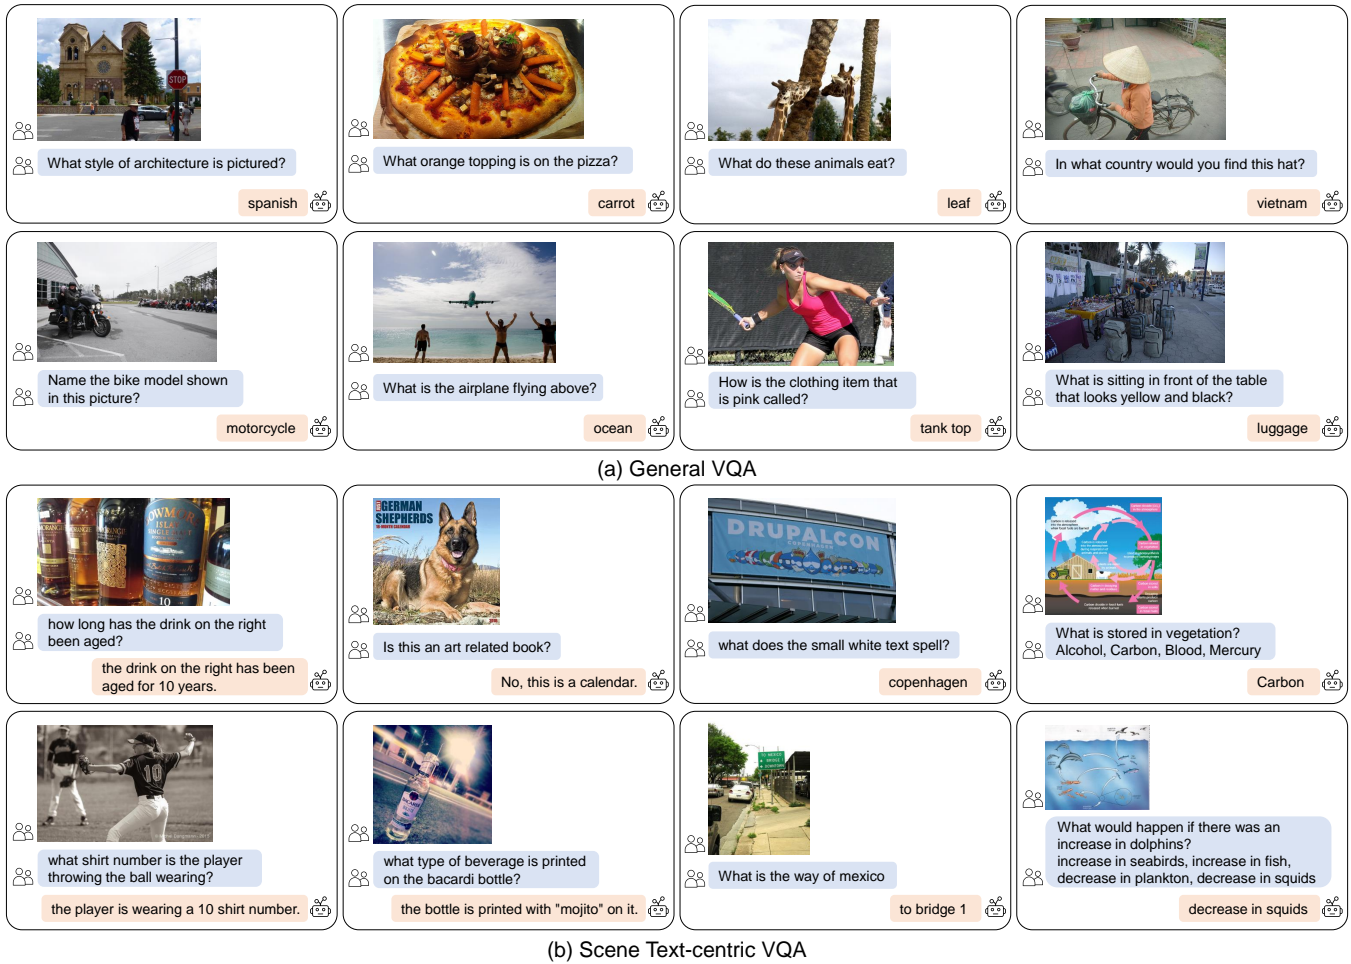 STOP
What style of architecture is pictured?
spanish
What orange topping is on the pizza?
carrot
What do these animals eat?
leaf
In what country would you find this hat?
vietnam
Name the bike model shown
in this picture?
motorcycle
What is the airplane flying above?
ocean
How is the clothing item that
is pink called?
tank top
What is sitting in front of the table
that looks yellow and black?
luggage
(a) General VQA
10
how long has the drink on the right
been aged?
the drink on the right has been
aged for 10 years.
GERMAN
SHEPHERDS
Is this an art related book?
No, this is a calendar.
DRUPALCON
COPENHAGEN
what does the small white text spell?
copenhagen
What is stored in vegetation?
Alcohol, Carbon, Blood, Mercury
Carbon
10
what shirt number is the player
throwing the ball wearing?
the player is wearing a 10 shirt number.
BACARDI
what type of beverage is printed
on the bacardi bottle?
the bottle is printed with "mojito" on it.
TO MEXICO
BRIDGE 1
DOWNTOWN
What is the way of mexico
to bridge 1
What would happen if there was an
increase in dolphins?
increase in seabirds, increase in fish,
decrease in plankton, decrease in squids
decrease in squids
(b) Scene Text-centric VQA